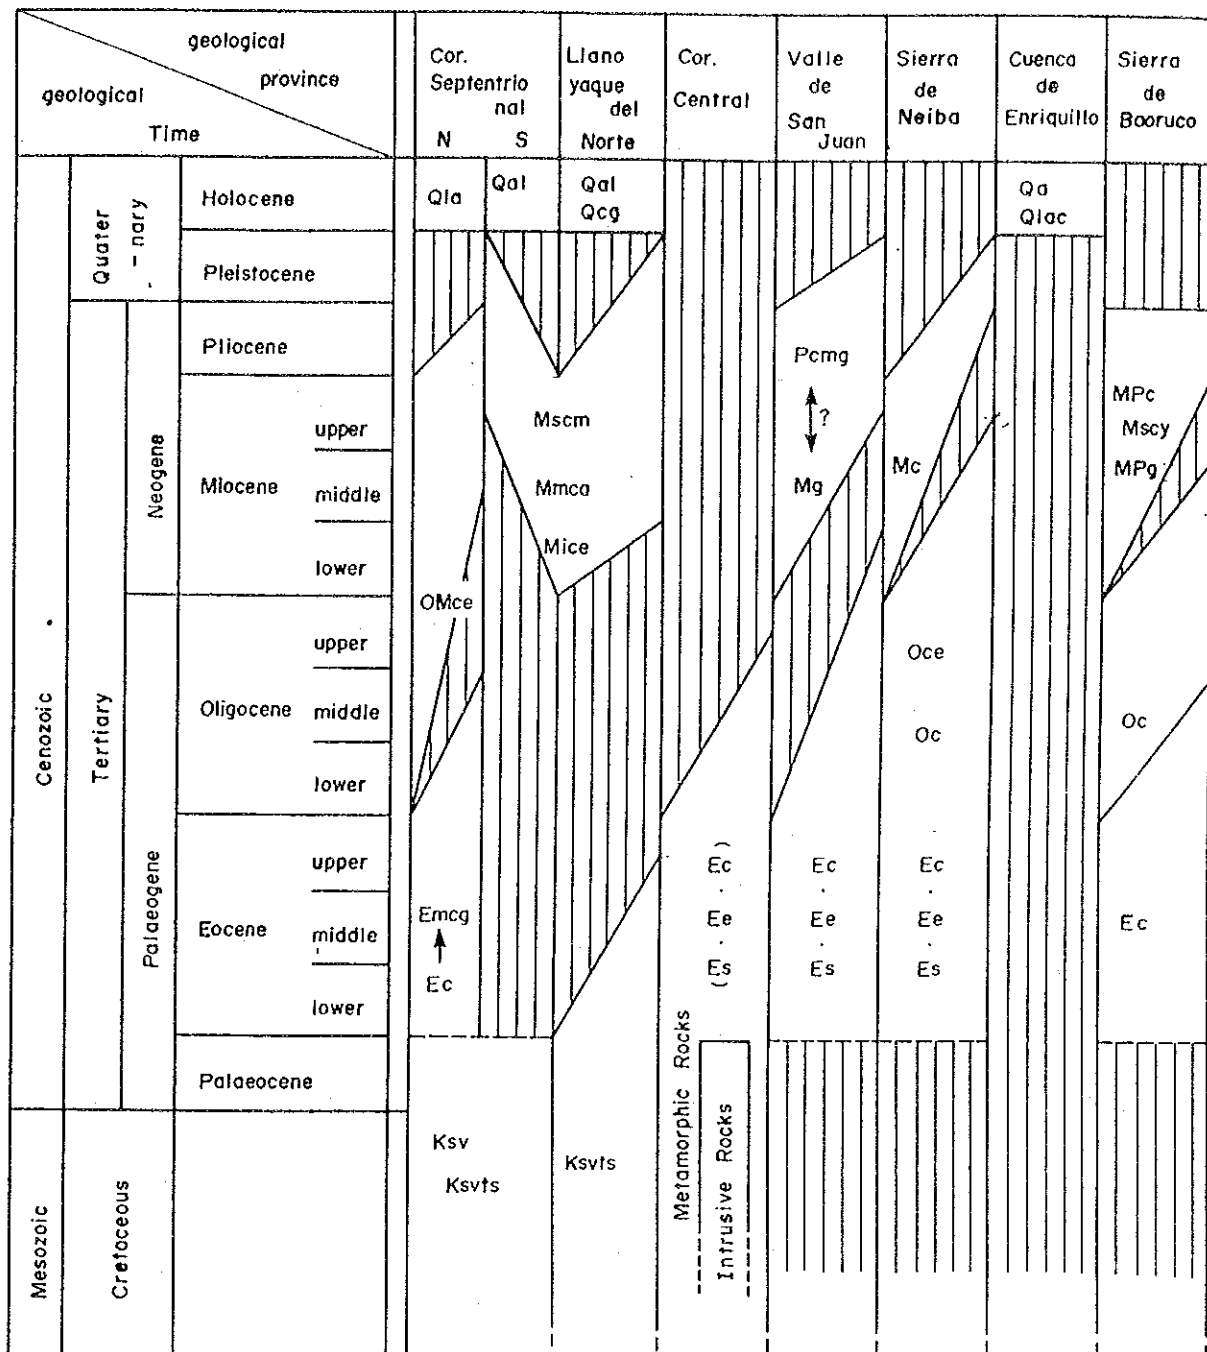 geological
province
geological
Time
Cor.
Septentrio
nal
N S
Llano
yaque
del
Norte
Cor.
Central
Valle
de
San
Juan
Sierra
de
Neiba
Cuenca
de
Enriquillo
Sierra
de
Booruco
Cenozoic
Mesozoic
Quater
- nary
Tertiary
Cretaceous
Neogene
Palaeogene
Holocene
Pleistocene
Pliocene
Miocene
upper
middle
lower
Oligocene
upper
middle
lower
Eocene
upper
middle
lower
Palaeocene
Qla
OMce
Emcg
Ec
Ksv
Ksvts
Qal
Qal
Qcg
Mscm
Mmca
Mice
Ksvts
(Ec)
Ee
(Es
Metamorphic Rocks
Intrusive Rocks
Pcmg
?
Mg
Ec
Ee
Es
Mc
Oce
Oc
Ec
Ee
Es
Qa
Qlac
MPc
Mscy
MPg
Oc
Ec